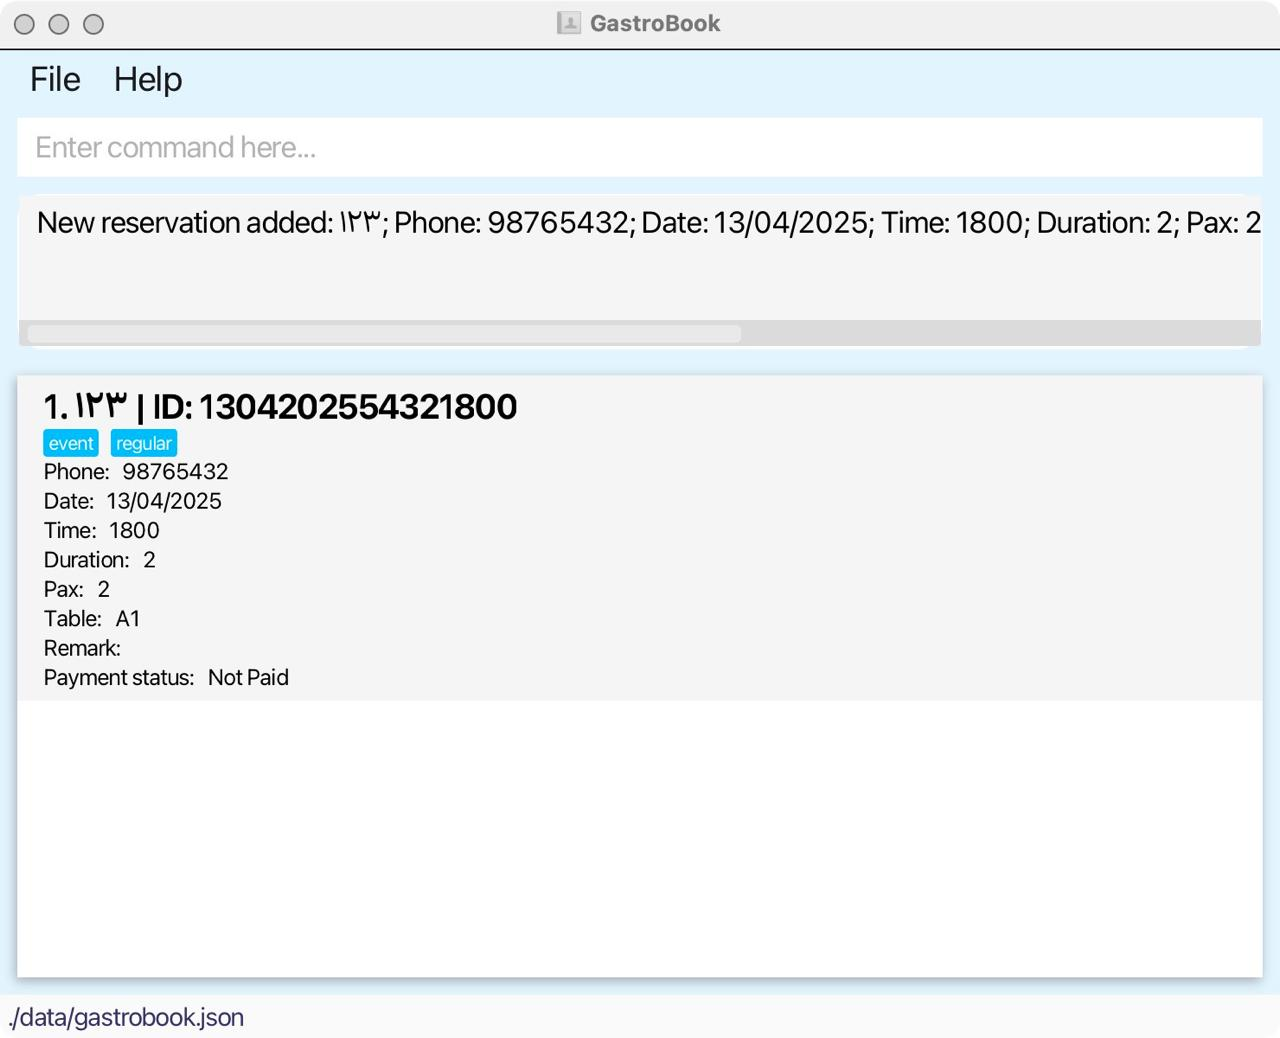 GastroBook
File Help
Enter command here...
New reservation added: ١٢٣; Phone: 98765432; Date: 13/04/2025; Time: 1800; Duration: 2; Pax: 2
1. ١٢٣ | ID: 1304202554321800
event regular
Phone: 98765432
Date: 13/04/2025
Time: 1800
Duration: 2
Pax: 2
Table: A1
Remark:
Payment status: Not Paid
./data/gastrobook.json